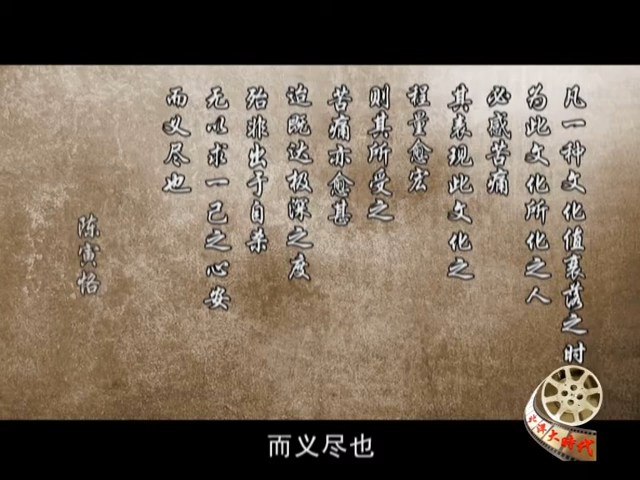 凡一种文化值衰落之时
为此文化所化之人
必感苦痛
其表现此文化之
程量愈宏
则其所受之
苦痛亦愈甚
迨既达极深之度
殆非出于自杀
无以求一己之心安
而义尽也
陈寅恪
大时代
而义尽也